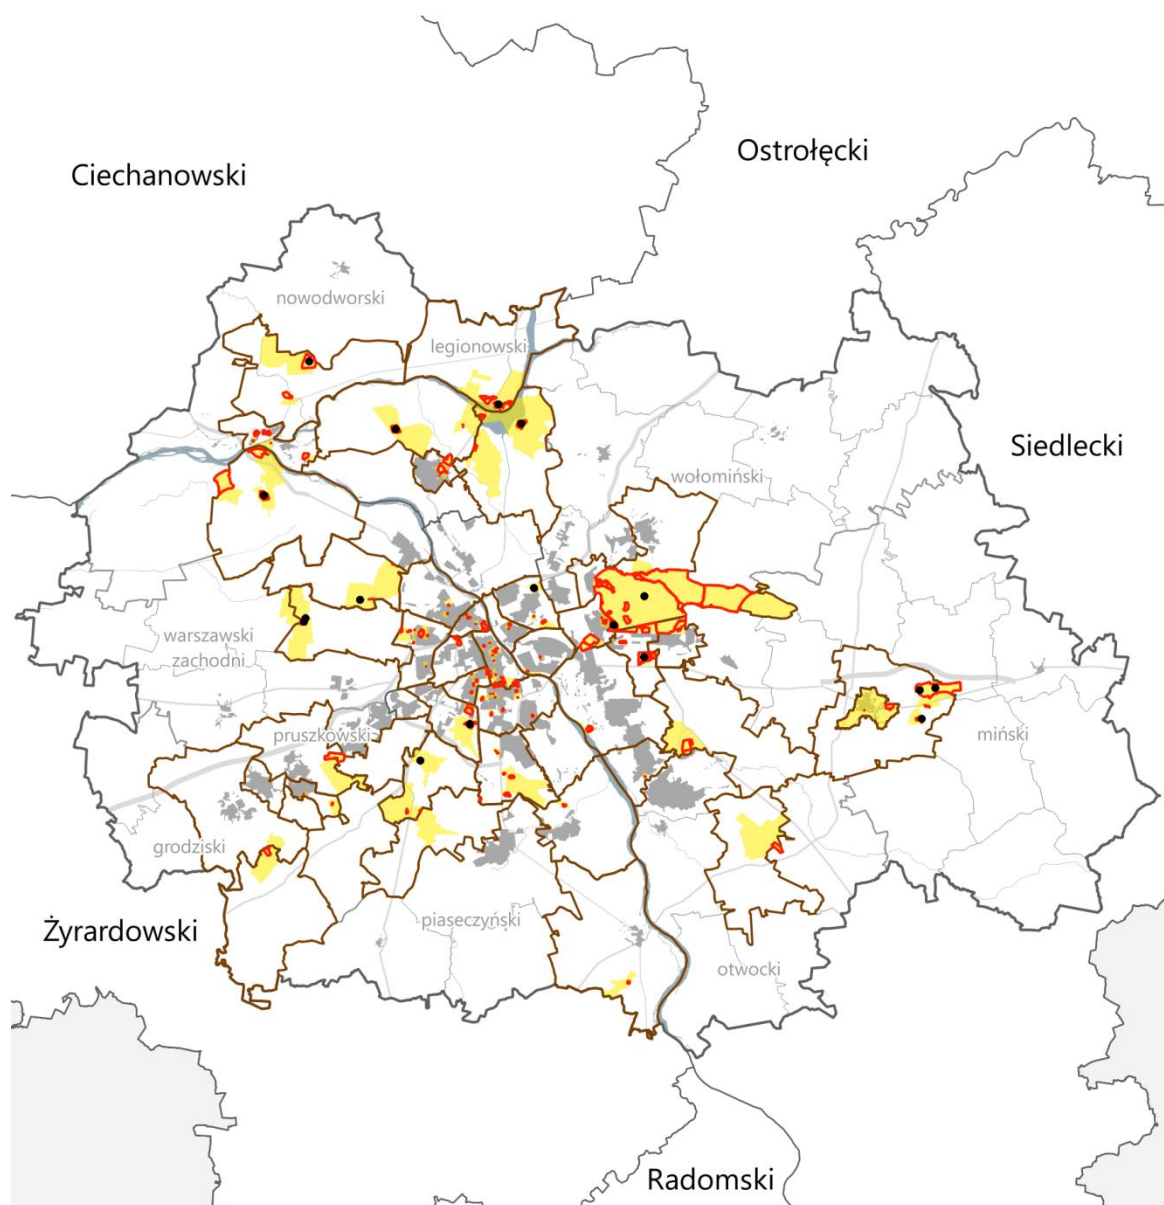 Ostrołęcki
Ciechanowski
nowodworski
legionowski
Siedlecki
wołomiński
warszawski
zachodni
pruszkowski
miński
grodziski
piaseczyński
Żyrardowski
otwocki
Radomski